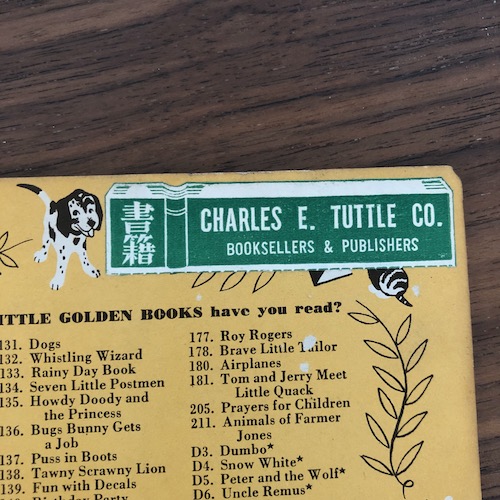 書籍
CHARLES E. TUTTLE CO.
BOOKSELLERS & PUBLISHERS
LITTLE GOLDEN BOOKS have you read?
131. Dogs
132. Whistling Wizard
133. Rainy Day Book
134. Seven Little Postmen
135. Howdy Doody and
the Princess
136. Bugs Bunny Gets
a Job
137. Puss in Boots
138. Tawny Scrawny Lion
139. Fun with Decals
Birthday Party
177. Roy Rogers
178. Brave Little Tailor
180. Airplanes
181. Tom and Jerry Meet
Little Quack
205. Prayers for Children
211. Animals of Farmer
Jones
D3. Dumbo*
D4. Snow White*
D5. Peter and the Wolf*
D6. Uncle Remus*